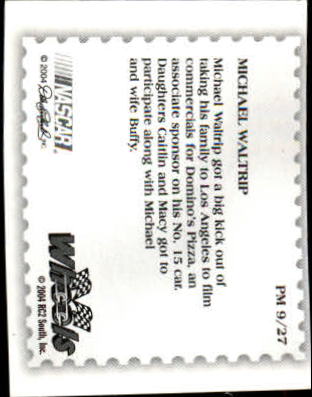 PM 9/27
MICHAEL WALTRIP
Michael Waltrip got a big kick out of
taking his family to Los Angeles to film
commercials for Domino's Pizza, an
associate sponsor on his No. 15 car.
Daughters Caitlin and Macy got to
participate along with Michael
and wife Buffy.
NASCAR
© 2004
Wheels
© 2004 RC2 South, Inc.